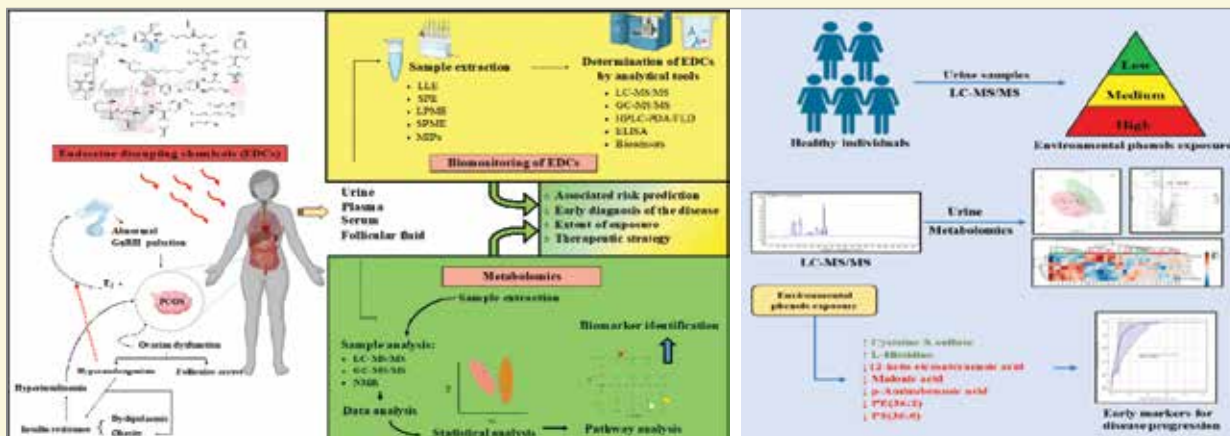 Endocrine disrupting chemicals (EDCs)
Abnormal
GnRH pulsation
PCOS
Ovarian dysfunction
Hyperandrogenism
Follicular arrest
Hyperinsulinemia
Insulin resistance
Dyslipidemia
Obesity
Urine
Plasma
Serum
Follicular fluid
Sample extraction
• LLE
• SPE
• LPME
• SPME
• MIPs
Determination of EDCs
by analytical tools
• LC-MS/MS
• GC-MS/MS
• HPLC-PDA/FLD
• ELISA
• Biosensors
Biomonitoring of EDCs
Associated risk prediction
Early diagnosis of the disease
Extent of exposure
Therapeutic strategy
Metabolomics
Sample extraction
Sample analysis:
• LC-MS/MS
• GC-MS/MS
• NMR
Data analysis
Statistical analysis
Pathway analysis
Biomarker identification
Healthy individuals
Urine samples
LC-MS/MS
Low
Medium
High
Environmental phenols exposure
LC-MS/MS
Urine
Metabolomics
Environmental
phenols exposure
↑ Cysteine S sulfate
↑ L-Histidine
↓ Malonic acid
↓ p-Aminobenzoic acid
Early markers for
disease progression